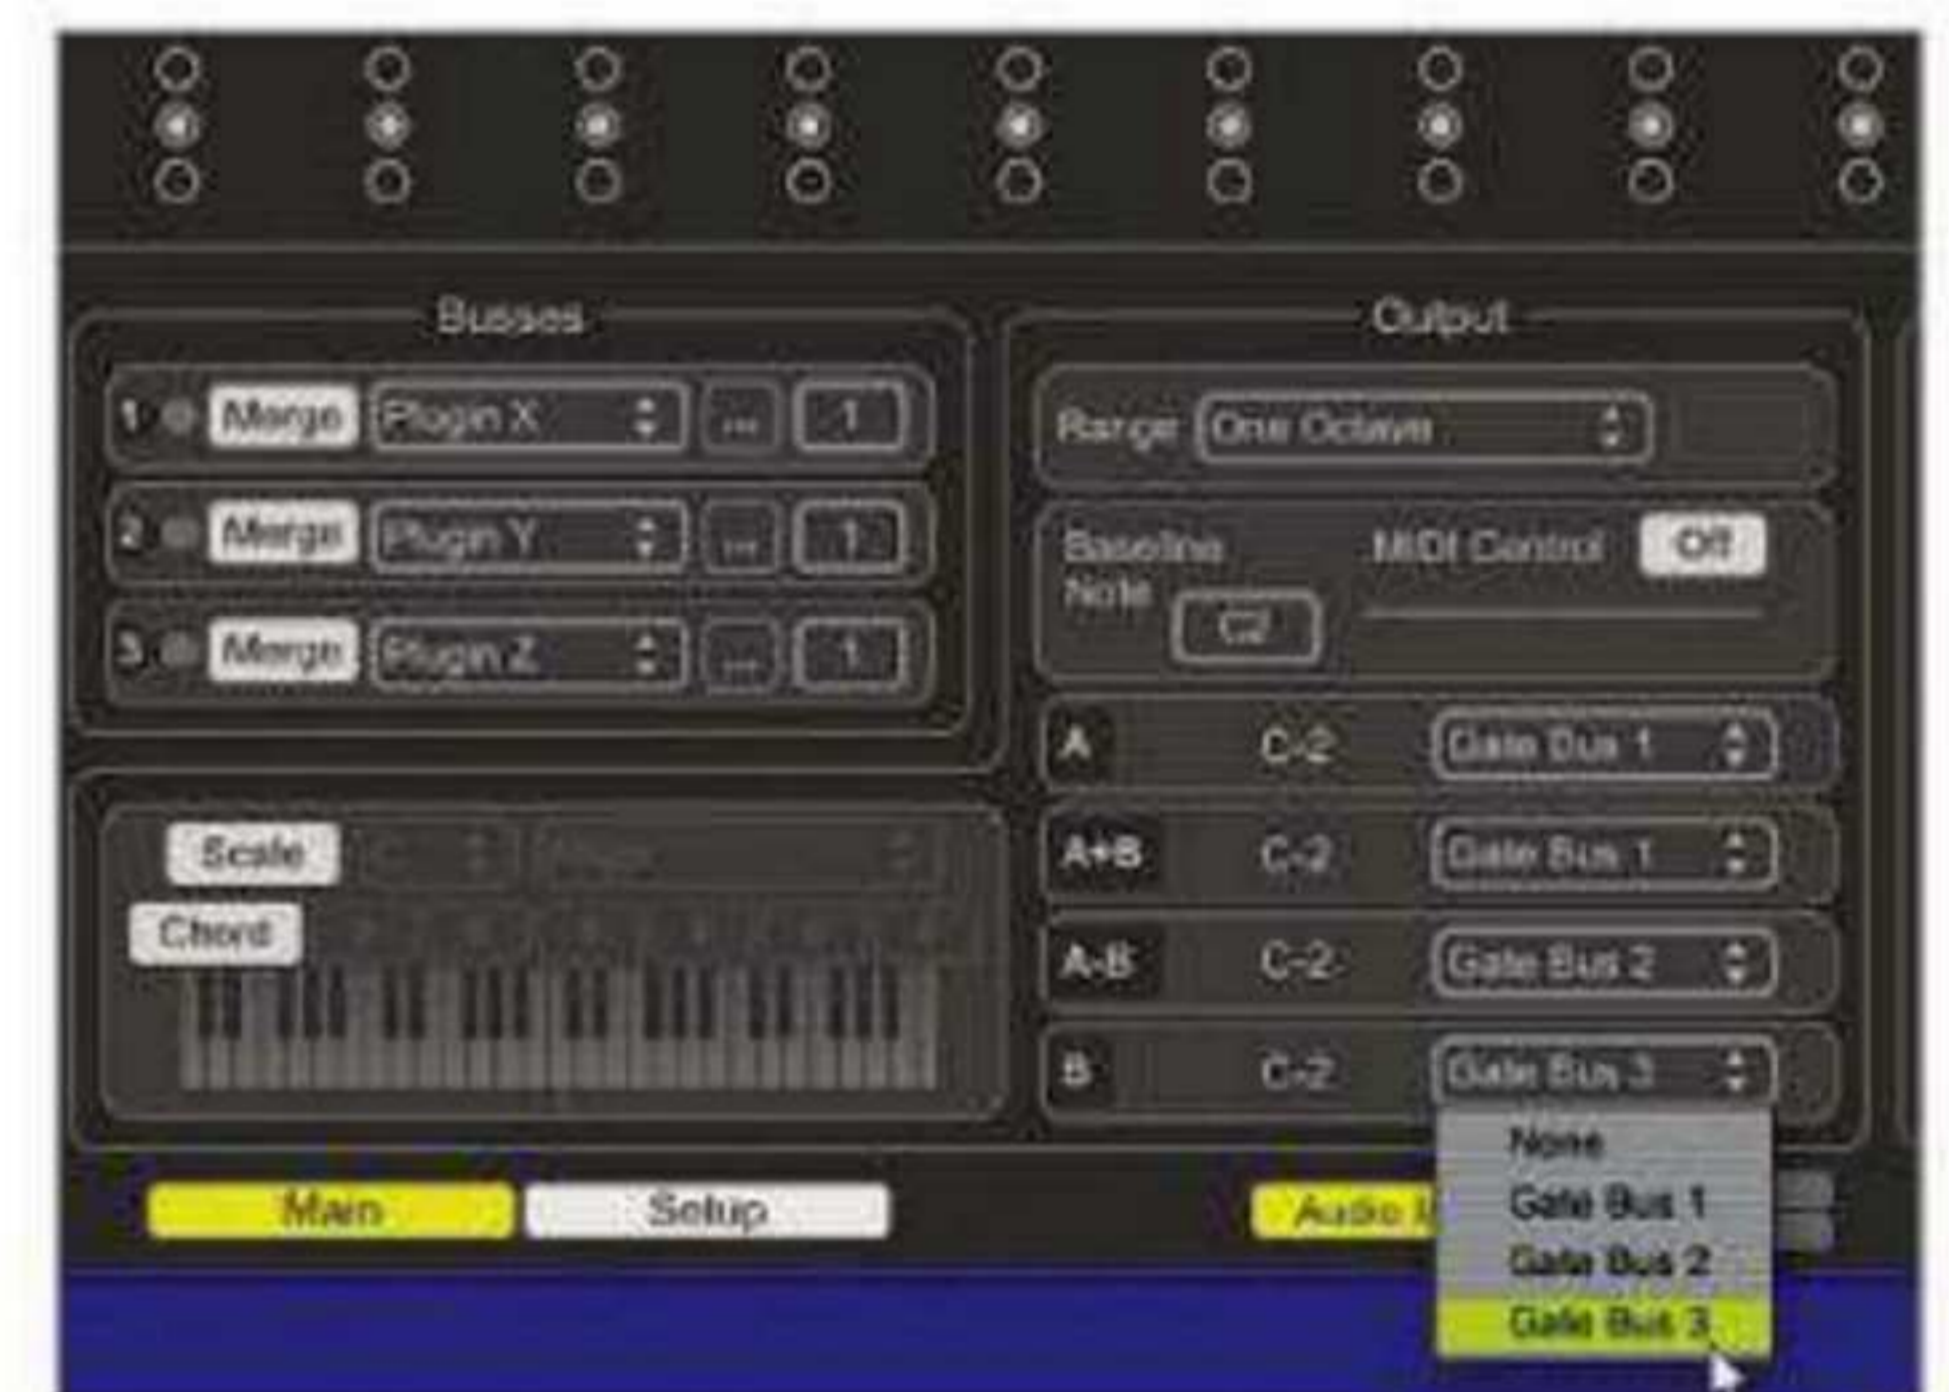 Busses
1 Merge Plugin X ... 1
2 Merge Plugin Y ... 1
3 Merge Plugin Z ... 1
Scale
Chord
Output
Range One Octave
Baseline Note C2
MIDI Control Off
A C-2 Gate Bus 1
A+B C-2 Gate Bus 1
A-B C-2 Gate Bus 2
B C-2 Gate Bus 3
None
Gate Bus 1
Gate Bus 2
Gate Bus 3
Main Setup Audio